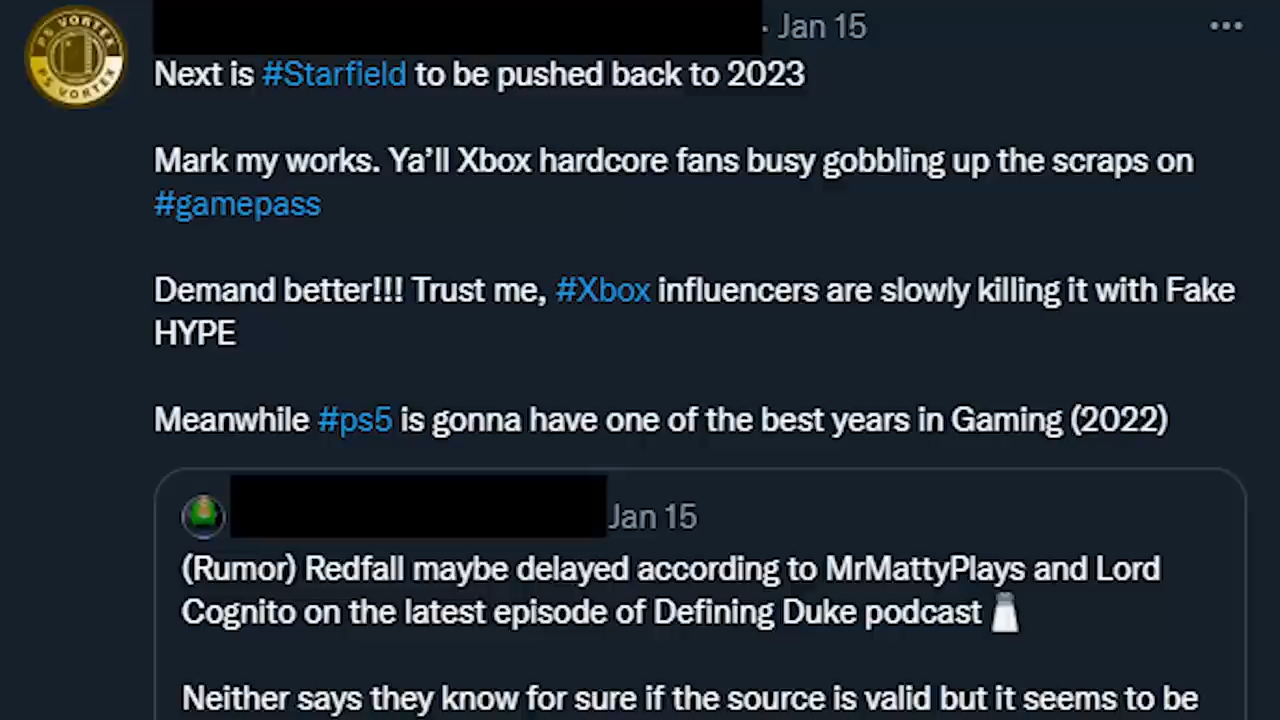 PS VORTEX
PS VORTEX
· Jan 15
Next is #Starfield to be pushed back to 2023
Mark my works. Ya’ll Xbox hardcore fans busy gobbling up the scraps on
#gamepass
Demand better!!! Trust me, #Xbox influencers are slowly killing it with Fake
HYPE
Meanwhile #ps5 is gonna have one of the best years in Gaming (2022)
Jan 15
(Rumor) Redfall maybe delayed according to MrMattyPlays and Lord
Cognito on the latest episode of Defining Duke podcast
Neither says they know for sure if the source is valid but it seems to be